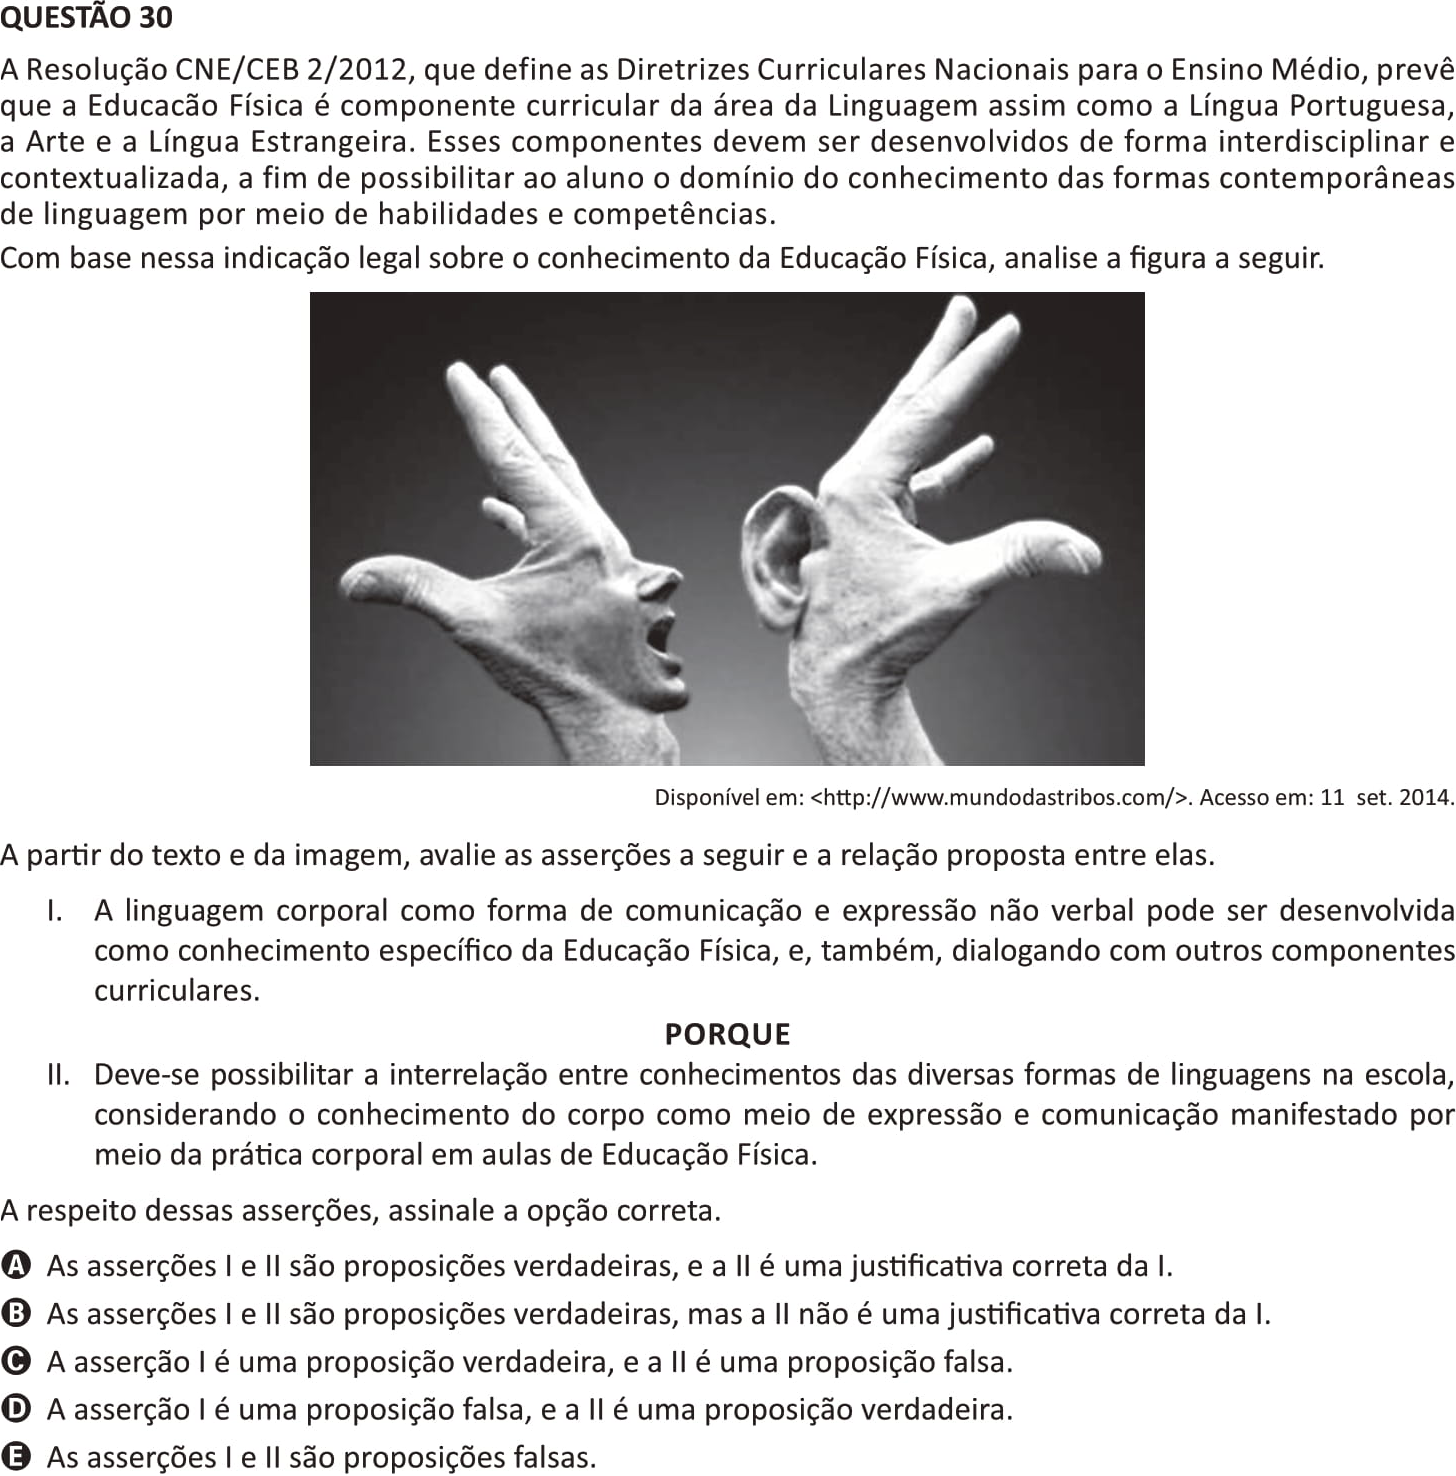 QUESTÃO 30
A Resolução CNE/CEB 2/2012, que define as Diretrizes Curriculares Nacionais para o Ensino Médio, prevê
que a Educacão Física é componente curricular da área da Linguagem assim como a Língua Portuguesa,
a Arte e a Língua Estrangeira. Esses componentes devem ser desenvolvidos de forma interdisciplinar e
contextualizada, a fim de possibilitar ao aluno o domínio do conhecimento das formas contemporâneas
de linguagem por meio de habilidades e competências.
Com base nessa indicação legal sobre o conhecimento da Educação Física, analise a figura a seguir.
Disponível em: <http://www.mundodastribos.com/>. Acesso em: 11 set. 2014.
A partir do texto e da imagem, avalie as asserções a seguir e a relação proposta entre elas.
I. A linguagem corporal como forma de comunicação e expressão não verbal pode ser desenvolvida
como conhecimento específico da Educação Física, e, também, dialogando com outros componentes
curriculares.
PORQUE
II. Deve-se possibilitar a interrelação entre conhecimentos das diversas formas de linguagens na escola,
considerando o conhecimento do corpo como meio de expressão e comunicação manifestado por
meio da prática corporal em aulas de Educação Física.
A respeito dessas asserções, assinale a opção correta.
A As asserções I e II são proposições verdadeiras, e a II é uma justificativa correta da I.
B As asserções I e II são proposições verdadeiras, mas a II não é uma justificativa correta da I.
C A asserção I é uma proposição verdadeira, e a II é uma proposição falsa.
D A asserção I é uma proposição falsa, e a II é uma proposição verdadeira.
E As asserções I e II são proposições falsas.